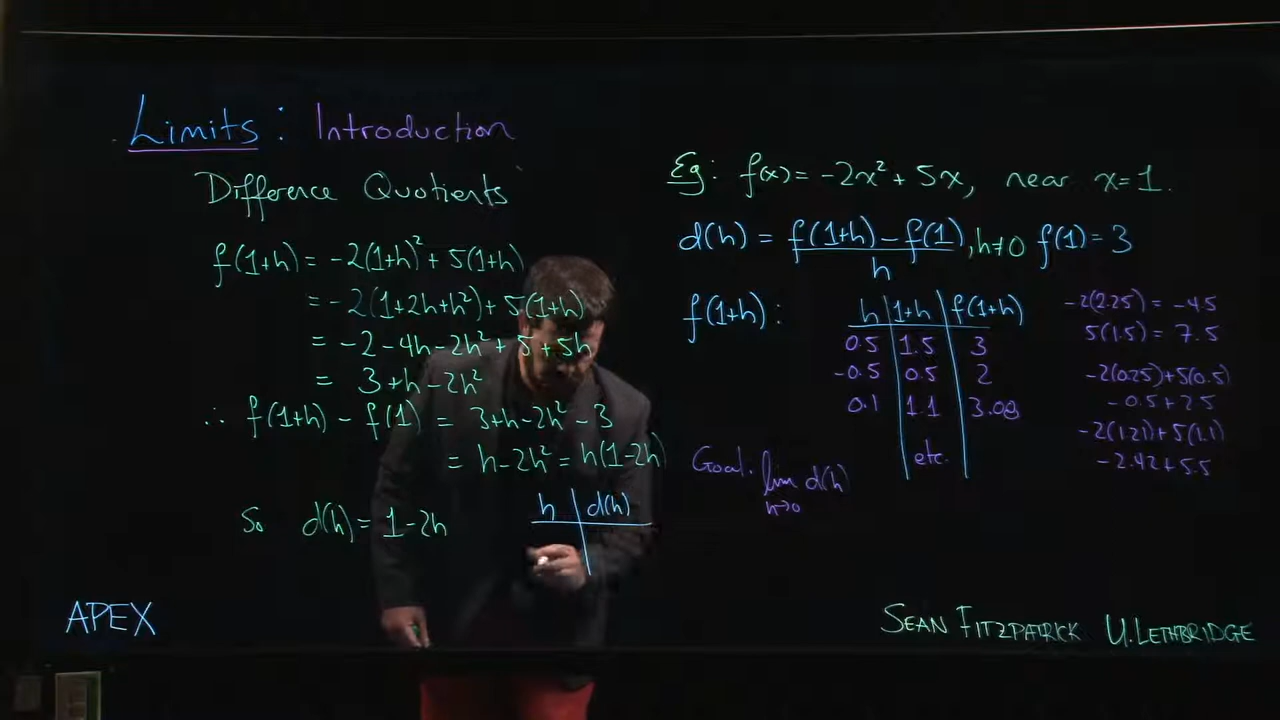 Limits: Introduction
Difference Quotients
f(1+h) = -2(1+h)² + 5(1+h)
= -2(1+2h+h²) + 5(1+h)
= -2-4h-2h² + 5 + 5h
= 3+h-2h²
∴ f(1+h) - f(1) = 3+h-2h² - 3
= h-2h² = h(1-2h)
So d(h) = 1-2h
h d(h)
Eg: f(x) = -2x² + 5x, near x=1.
d(h) = f(1+h) - f(1) / h, h≠0 f(1) = 3
f(1+h):
h 1+h f(1+h)
0.5 1.5 3
-0.5 0.5 2
0.1 1.1 3.08
etc.
-2(2.25) = -4.5
5(1.5) = 7.5
-2(0.25)+5(0.5)
-0.5+2.5
-2(1.21)+5(1.1)
-2.42+5.5
Goal. lim d(h)
h→0
APEX
SEAN FITZPATRICK U. LETHBRIDGE